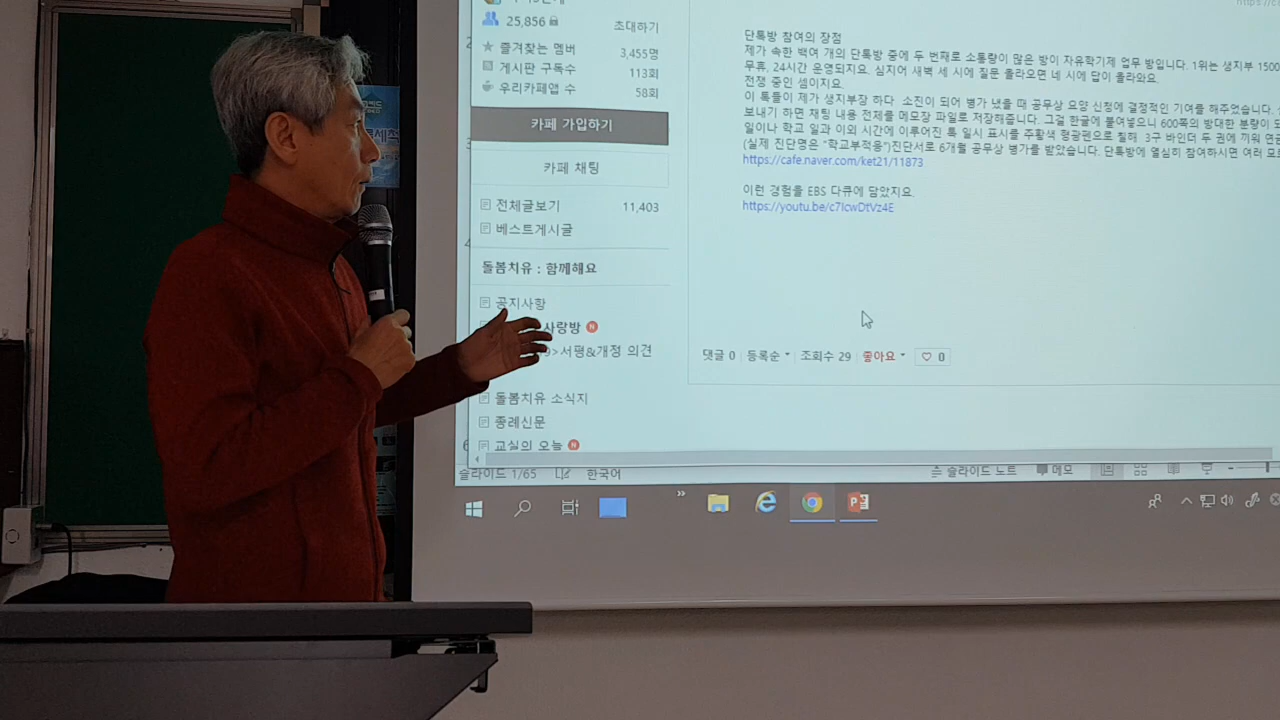 25,856
초대하기
즐겨찾는 멤버 3,455명
게시판 구독수 113회
우리카페앱 수 58회
카페 가입하기
카페 채팅
전체글보기 11,403
베스트게시글
돌봄치유 : 함께해요
공지사항
사랑방 N
>서평&개정 의견
돌봄치유 소식지
종례신문
교실의 오늘 N
단톡방 참여의 장점
제가 속한 백여 개의 단톡방 중에 두 번째로 소통량이 많은 방이 자유학기제 업무 방입니다. 1위는 생지부 1500
무휴, 24시간 운영되지요. 심지어 새벽 세 시에 질문 올라오면 네 시에 답이 올라와요.
전쟁 중인 셈이지요.
이 톡들이 제가 생지부장 하다 소진이 되어 병가 냈을 때 공무상 요양 신청에 결정적인 기여를 해주었습니다.
보내기 하면 채팅 내용 전체를 메모장 파일로 저장해줍니다. 그걸 한글에 붙여넣으니 600쪽의 방대한 분량이
일이나 학교 일과 이외 시간에 이루어진 톡 일시 표시를 주황색 형광펜으로 칠해 3구 바인더 두 권에 끼워
(실제 진단명은 "학교부적응")진단서로 6개월 공무상 병가를 받았습니다. 단톡방에 열심히 참여하시면 여러
https://cafe.naver.com/ket21/11873
이런 경험을 EBS 다큐에 담았지요.
https://youtu.be/c7IcwDtVz4E
댓글 0 등록순 조회수 29 좋아요 0
슬라이드 1/65 한국어 슬라이드 노트 메모